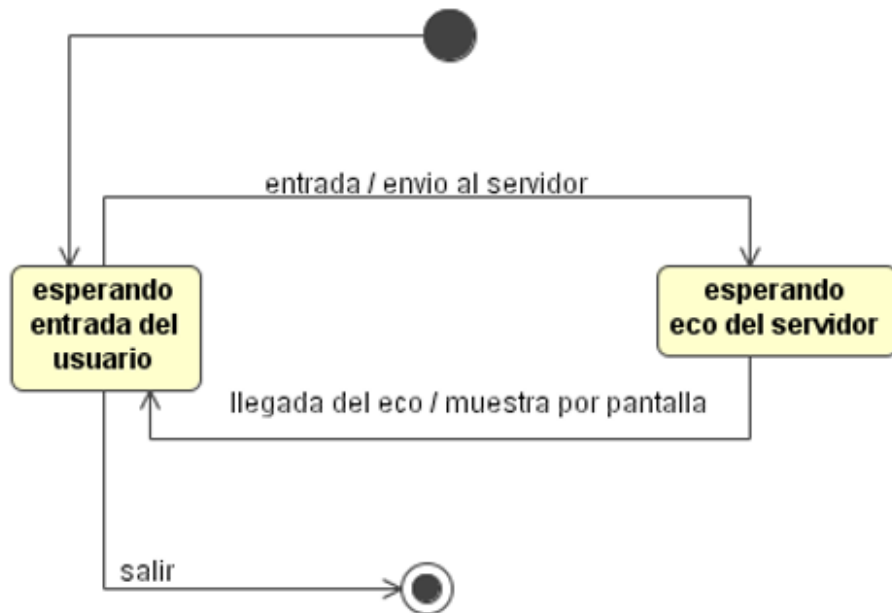 entrada / envio al servidor
esperando
entrada del
usuario
esperando
eco del servidor
llegada del eco / muestra por pantalla
salir